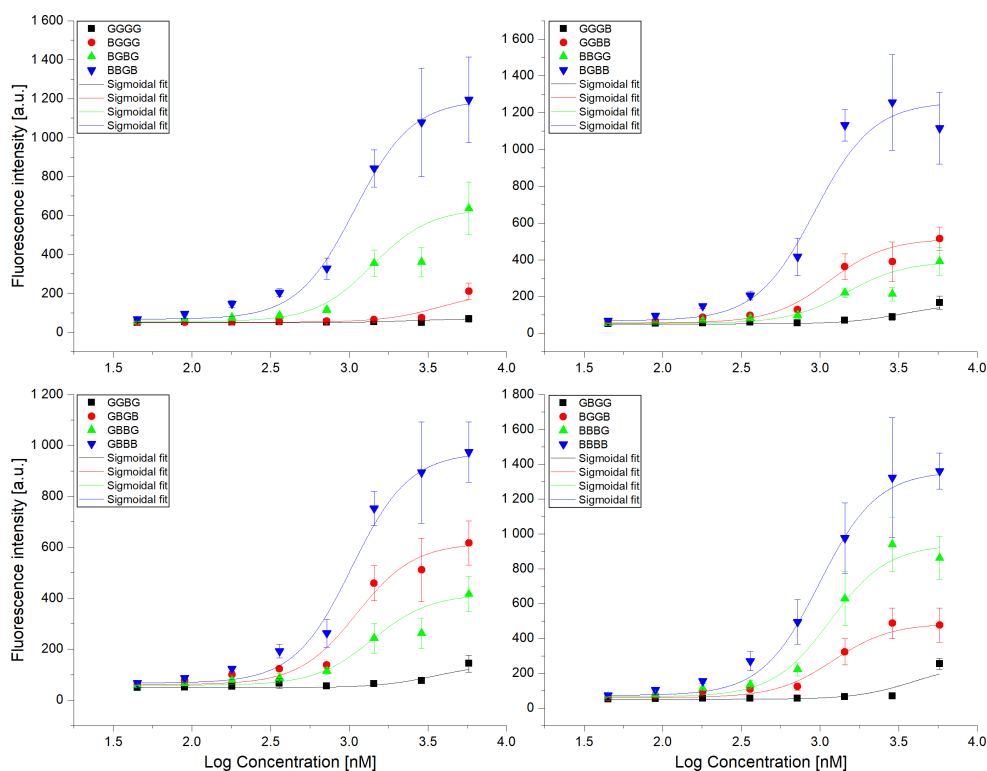 1 600
1 400
1 200
1 000
800
600
400
200
0
1.5
2.0
2.5
3.0
3.5
4.0
Fluorescence intensity [a.u.]
GGGG
BGGG
BGBG
BBGB
Sigmoidal fit
Sigmoidal fit
Sigmoidal fit
Sigmoidal fit
1 600
1 400
1 200
1 000
800
600
400
200
0
1.5
2.0
2.5
3.0
3.5
4.0
GGGB
GGBB
BBGG
BGBB
Sigmoidal fit
Sigmoidal fit
Sigmoidal fit
Sigmoidal fit
1 200
1 000
800
600
400
200
0
1.5
2.0
2.5
3.0
3.5
4.0
Fluorescence intensity [a.u.]
Log Concentration [nM]
GGBG
GBGB
GBBG
GBBB
Sigmoidal fit
Sigmoidal fit
Sigmoidal fit
Sigmoidal fit
1 800
1 600
1 400
1 200
1 000
800
600
400
200
0
1.5
2.0
2.5
3.0
3.5
4.0
Log Concentration [nM]
GBGG
BGGB
BBBG
BBBB
Sigmoidal fit
Sigmoidal fit
Sigmoidal fit
Sigmoidal fit